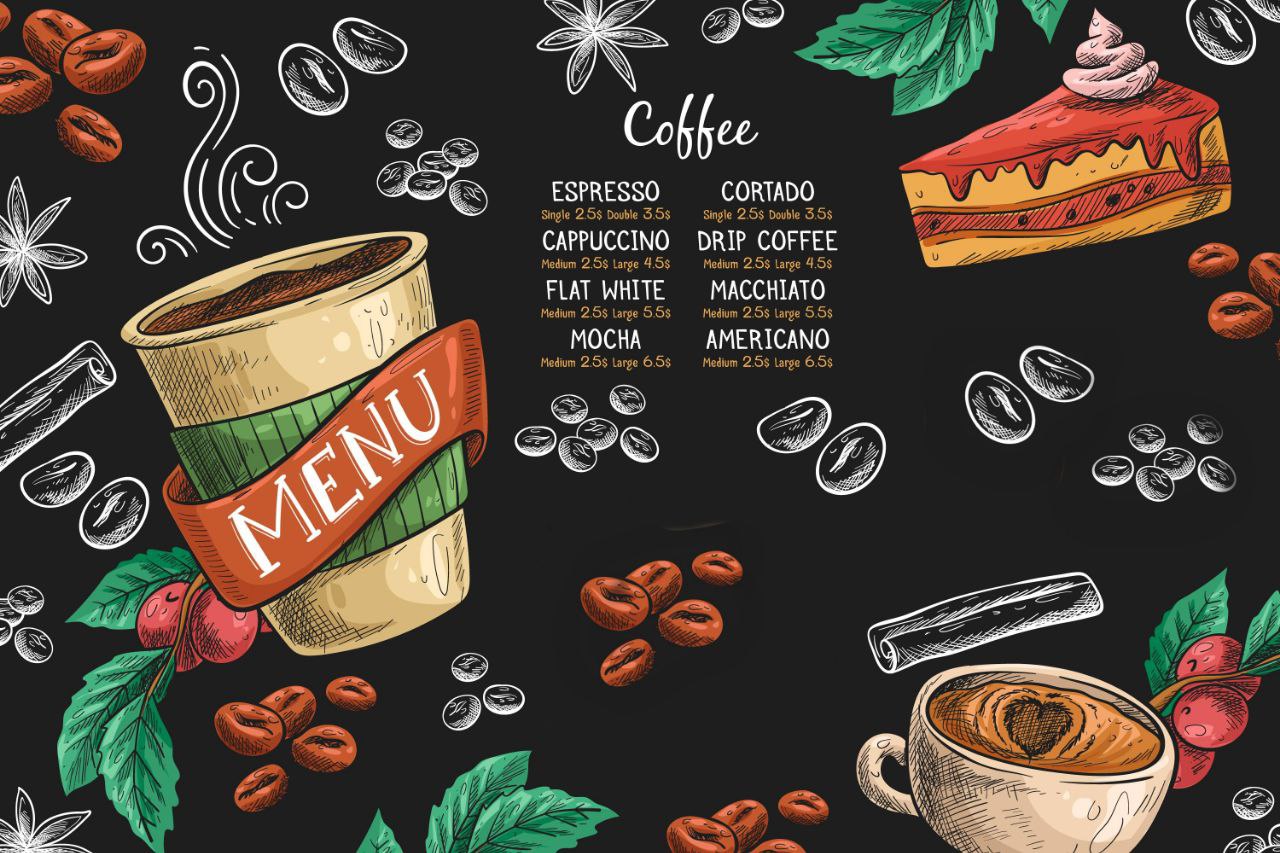 Coffee
ESPRESSO
Single 2.5$ Double 3.5$
CAPPUCCINO
Medium 2.5$ Large 4.5$
FLAT WHITE
Medium 2.5$ Large 5.5$
MOCHA
Medium 2.5$ Large 6.5$
CORTADO
Single 2.5$ Double 3.5$
DRIP COFFEE
Medium 2.5$ Large 4.5$
MACCHIATO
Medium 2.5$ Large 5.5$
AMERICANO
Medium 2.5$ Large 6.5$
MENU